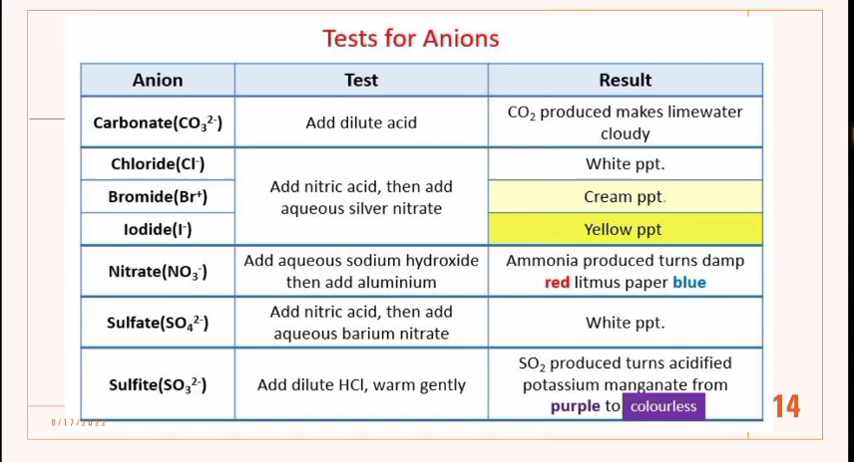 Tests for Anions
Anion Test Result
Carbonate(CO₃²⁻) Add dilute acid CO₂ produced makes limewater
cloudy
Chloride(Cl⁻) White ppt.
Add nitric acid, then add
aqueous silver nitrate
Bromide(Br⁺) Cream ppt.
Iodide(I⁻) Yellow ppt
Nitrate(NO₃⁻) Add aqueous sodium hydroxide
then add aluminium
Ammonia produced turns damp
red litmus paper blue
Sulfate(SO₄²⁻) Add nitric acid, then add
aqueous barium nitrate
White ppt.
Sulfite(SO₃²⁻) Add dilute HCl, warm gently
SO₂ produced turns acidified
potassium manganate from
purple to colourless
8/17/2022
14